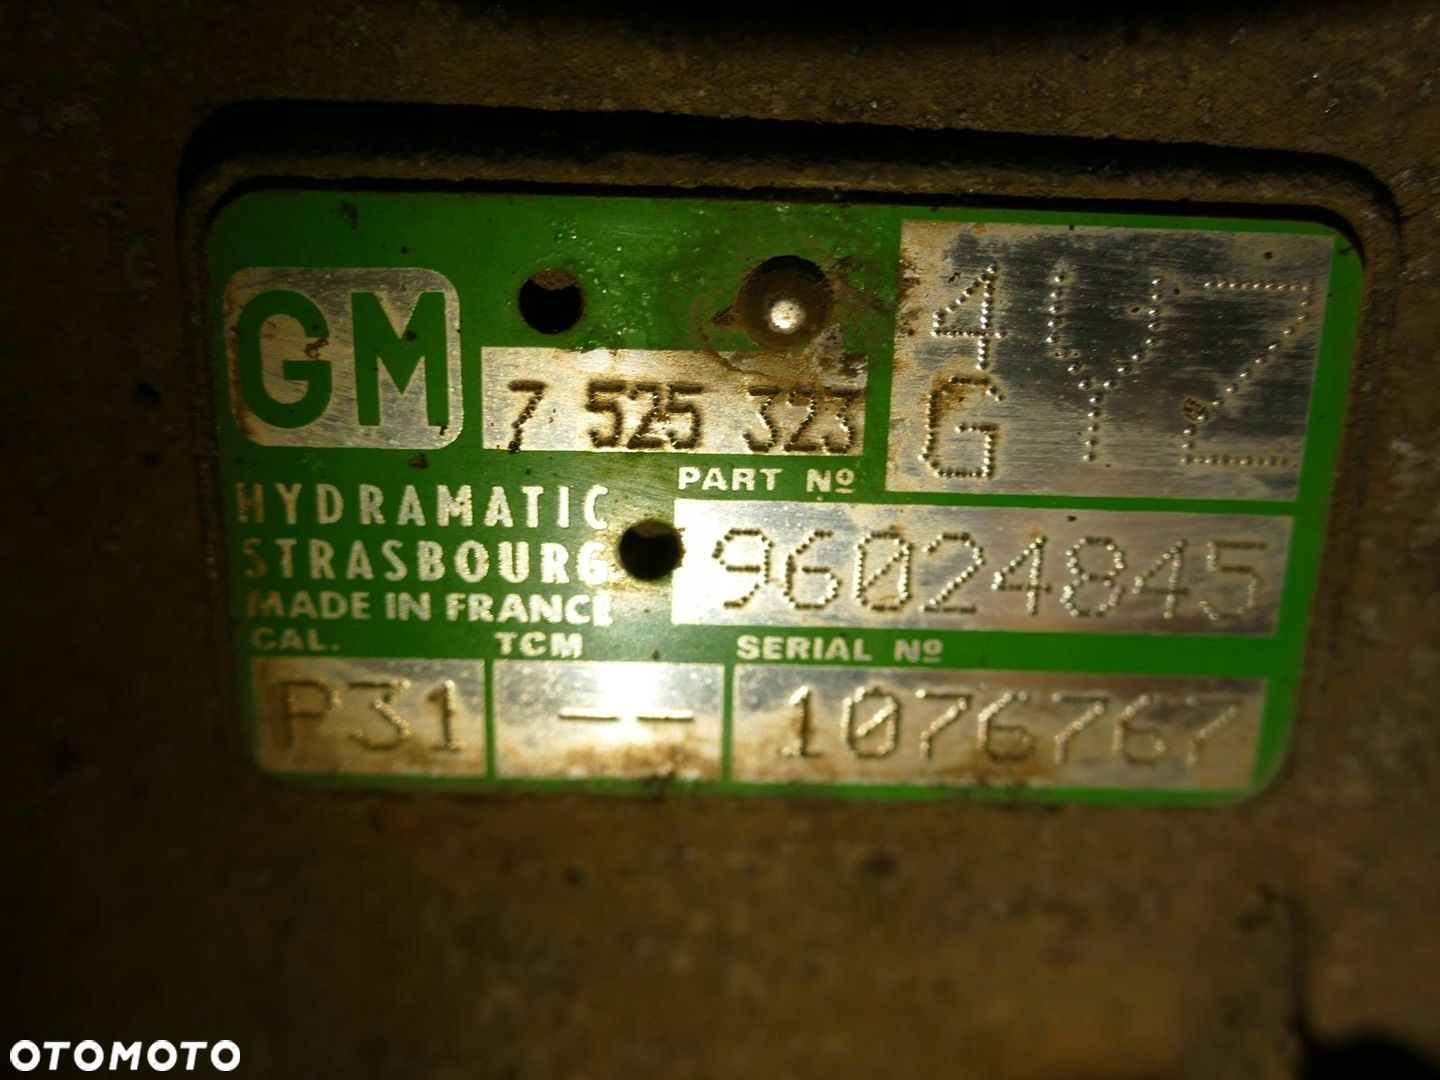 GM
7 525 323
4YZ
G
PART Nº
HYDRAMATIC
STRASBOURG
MADE IN FRANCE
96024845
CAL.
TCM
SERIAL Nº
P31
--
1076767
OTOMOTO